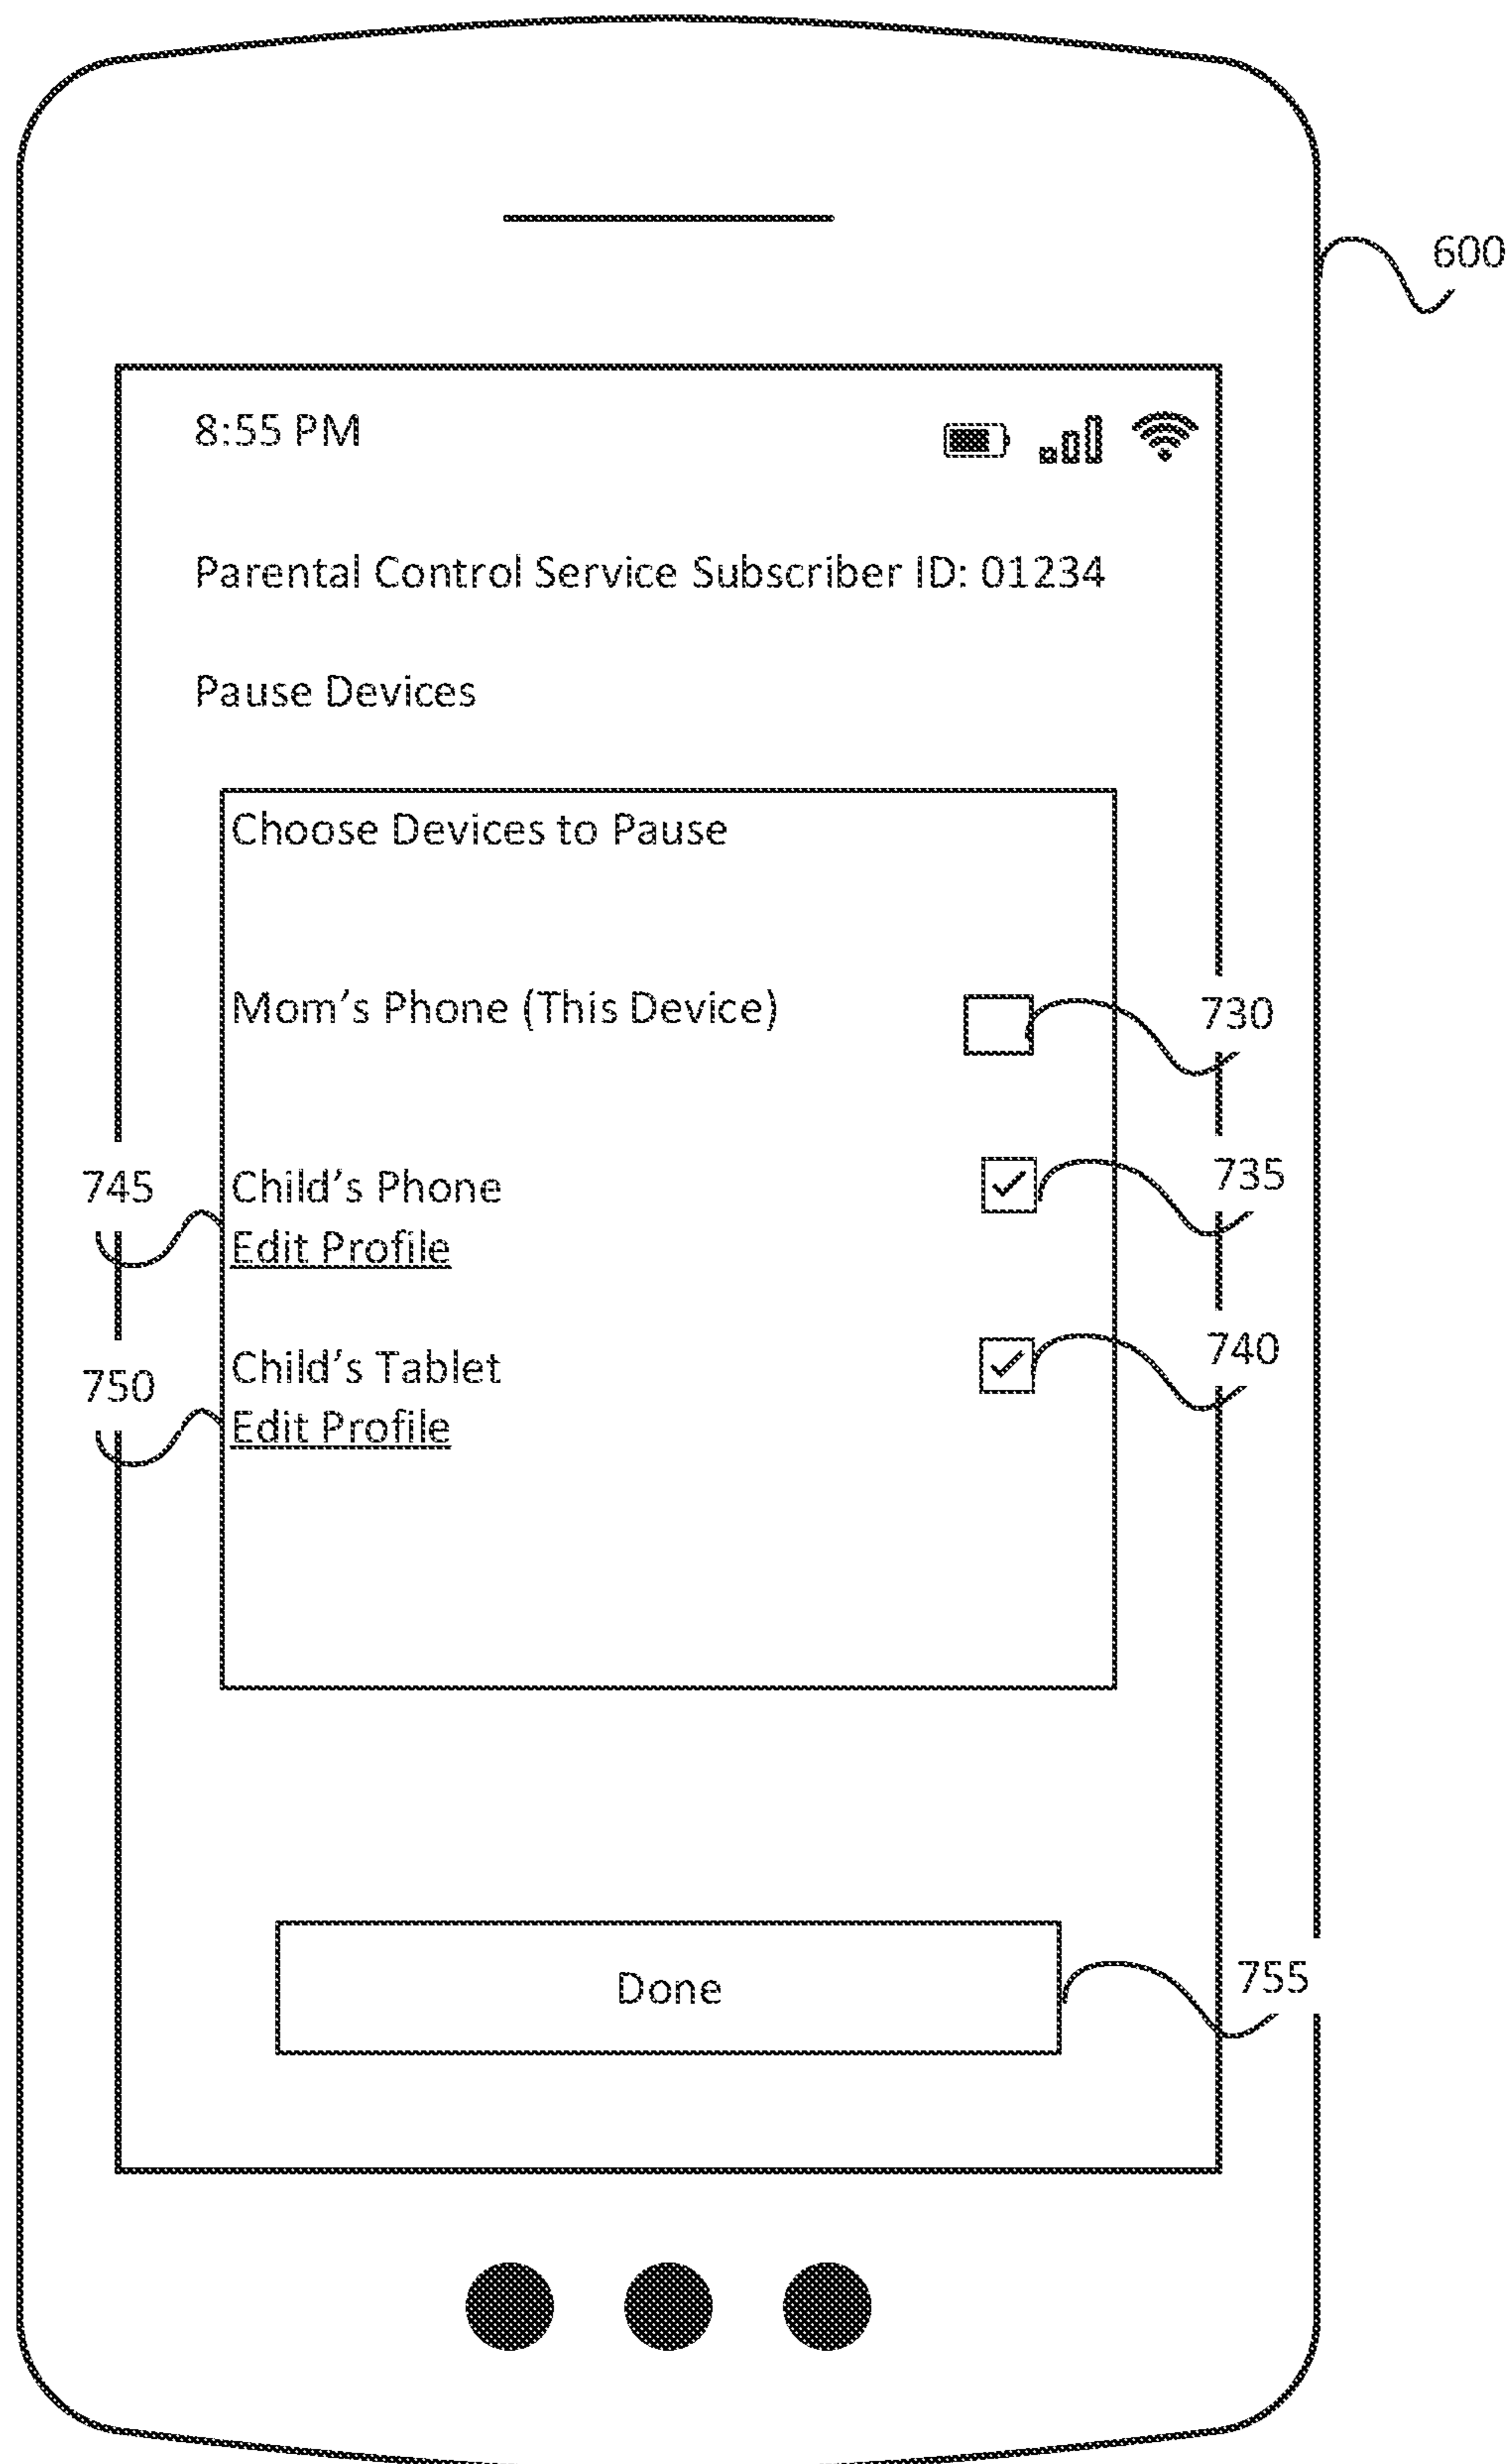 600
8:55 PM
Parental Control Service Subscriber ID: 01234
Pause Devices
Choose Devices to Pause
Mom's Phone (This Device)
730
745
Child's Phone
735
Edit Profile
750
Child's Tablet
740
Edit Profile
Done
755